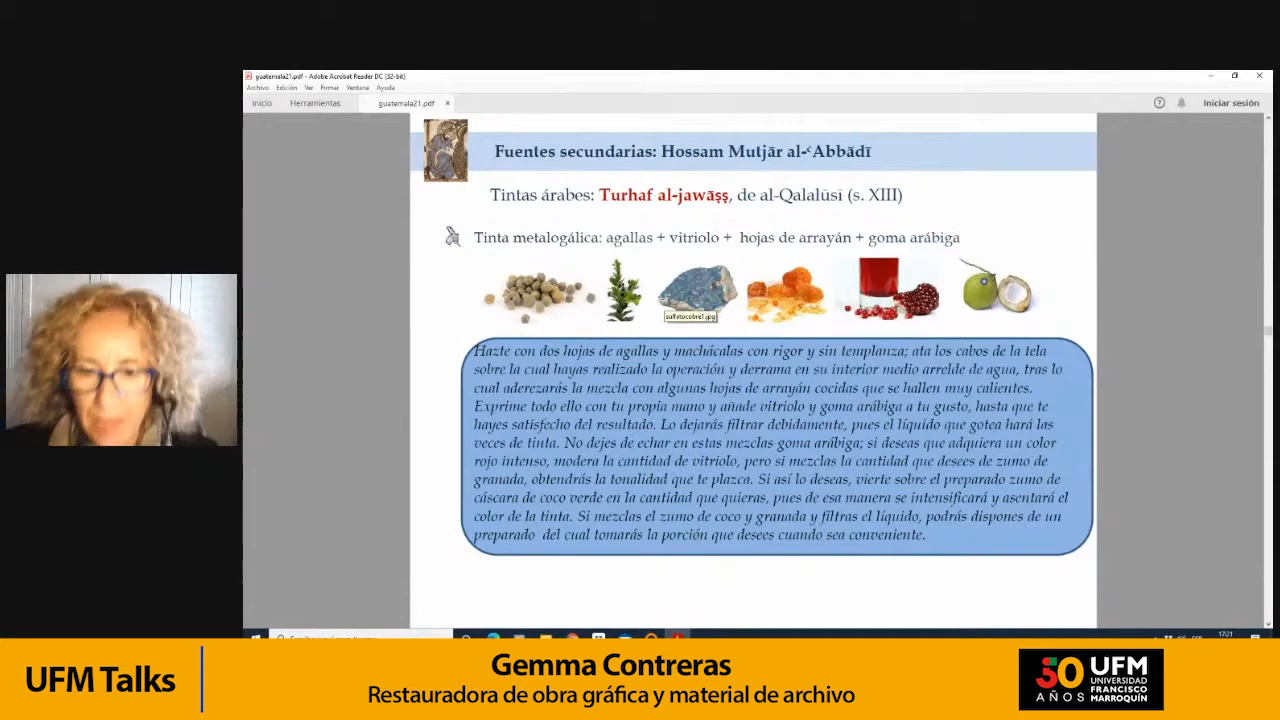 guatemala21.pdf - Adobe Acrobat Reader DC (32-bit)
Archivo Edición Ver Firmar Ventana Ayuda
Inicio Herramientas guatemala21.pdf × Iniciar sesión
Fuentes secundarias: Hossam Mutjār al-ᶜAbbādī
Tintas árabes: Turhaf al-jawāṣṣ, de al-Qalalūsī (s. XIII)
Tinta metalogálica: agallas + vitriolo + hojas de arrayán + goma arábiga
sulfatocobre1.jpg
Hazte con dos hojas de agallas y machácalas con rigor y sin templanza; ata los cabos de la tela
sobre la cual hayas realizado la operación y derrama en su interior medio arrelde de agua, tras lo
cual aderezarás la mezcla con algunas hojas de arrayán cocidas que se hallen muy calientes.
Exprime todo ello con tu propia mano y añade vitriolo y goma arábiga a tu gusto, hasta que te
hayes satisfecho del resultado. Lo dejarás filtrar debidamente, pues el líquido que gotea hará las
veces de tinta. No dejes de echar en estas mezclas goma arábiga; si deseas que adquiera un color
rojo intenso, modera la cantidad de vitriolo, pero si mezclas la cantidad que desees de zumo de
granada, obtendrás la tonalidad que te plazca. Si así lo deseas, vierte sobre el preparado zumo de
cáscara de coco verde en la cantidad que quieras, pues de esa manera se intensificará y asentará el
color de la tinta. Si mezclas el zumo de coco y granada y filtras el líquido, podrás dispones de un
preparado del cual tomarás la porción que desees cuando sea conveniente.
17:21
UFM Talks
Gemma Contreras
Restauradora de obra gráfica y material de archivo
50 AÑOS
UFM
UNIVERSIDAD
FRANCISCO
MARROQUÍN